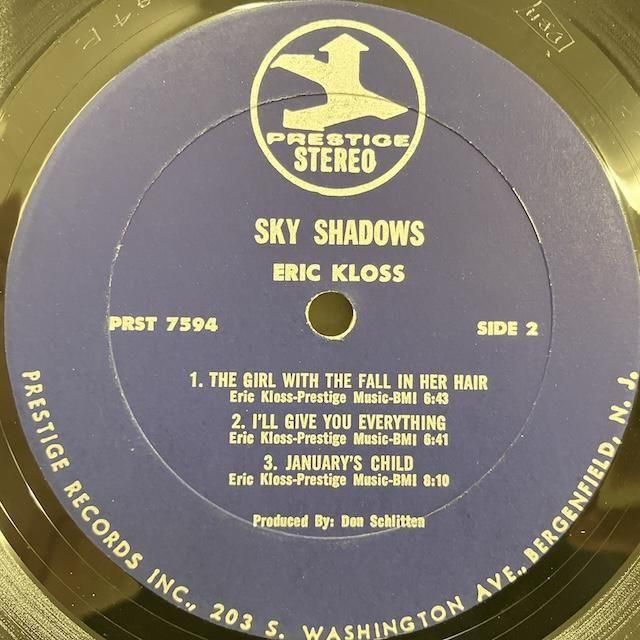 PRESTIGE
STEREO
SKY SHADOWS
ERIC KLOSS
PRST 7594
SIDE 2
1. THE GIRL WITH THE FALL IN HER HAIR
Eric Kloss-Prestige Music-BMI 6:43
2. I'LL GIVE YOU EVERYTHING
Eric Kloss-Prestige Music-BMI 6:41
3. JANUARY'S CHILD
Eric Kloss-Prestige Music-BMI 8:10
Produced By: Don Schlitten
PRESTIGE RECORDS INC., 203 S. WASHINGTON AVE., BERGENFIELD, N. J.